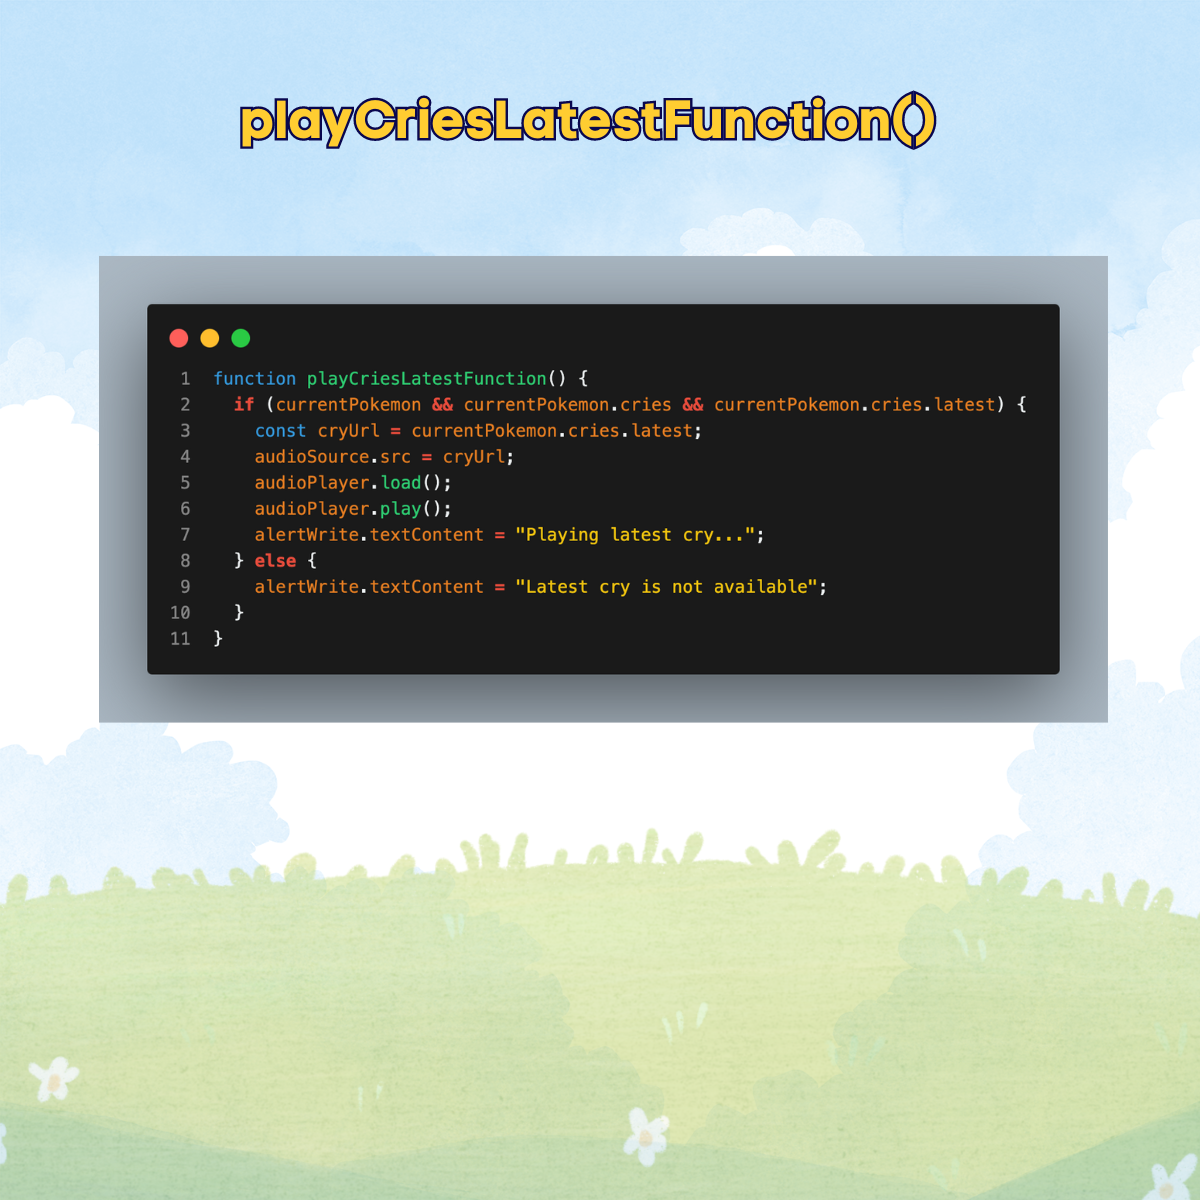 playCriesLatestFunction()
1 function playCriesLatestFunction() {
2   if (currentPokemon && currentPokemon.cries && currentPokemon.cries.latest) {
3     const cryUrl = currentPokemon.cries.latest;
4     audioSource.src = cryUrl;
5     audioPlayer.load();
6     audioPlayer.play();
7     alertWrite.textContent = "Playing latest cry...";
8   } else {
9     alertWrite.textContent = "Latest cry is not available";
10   }
11 }